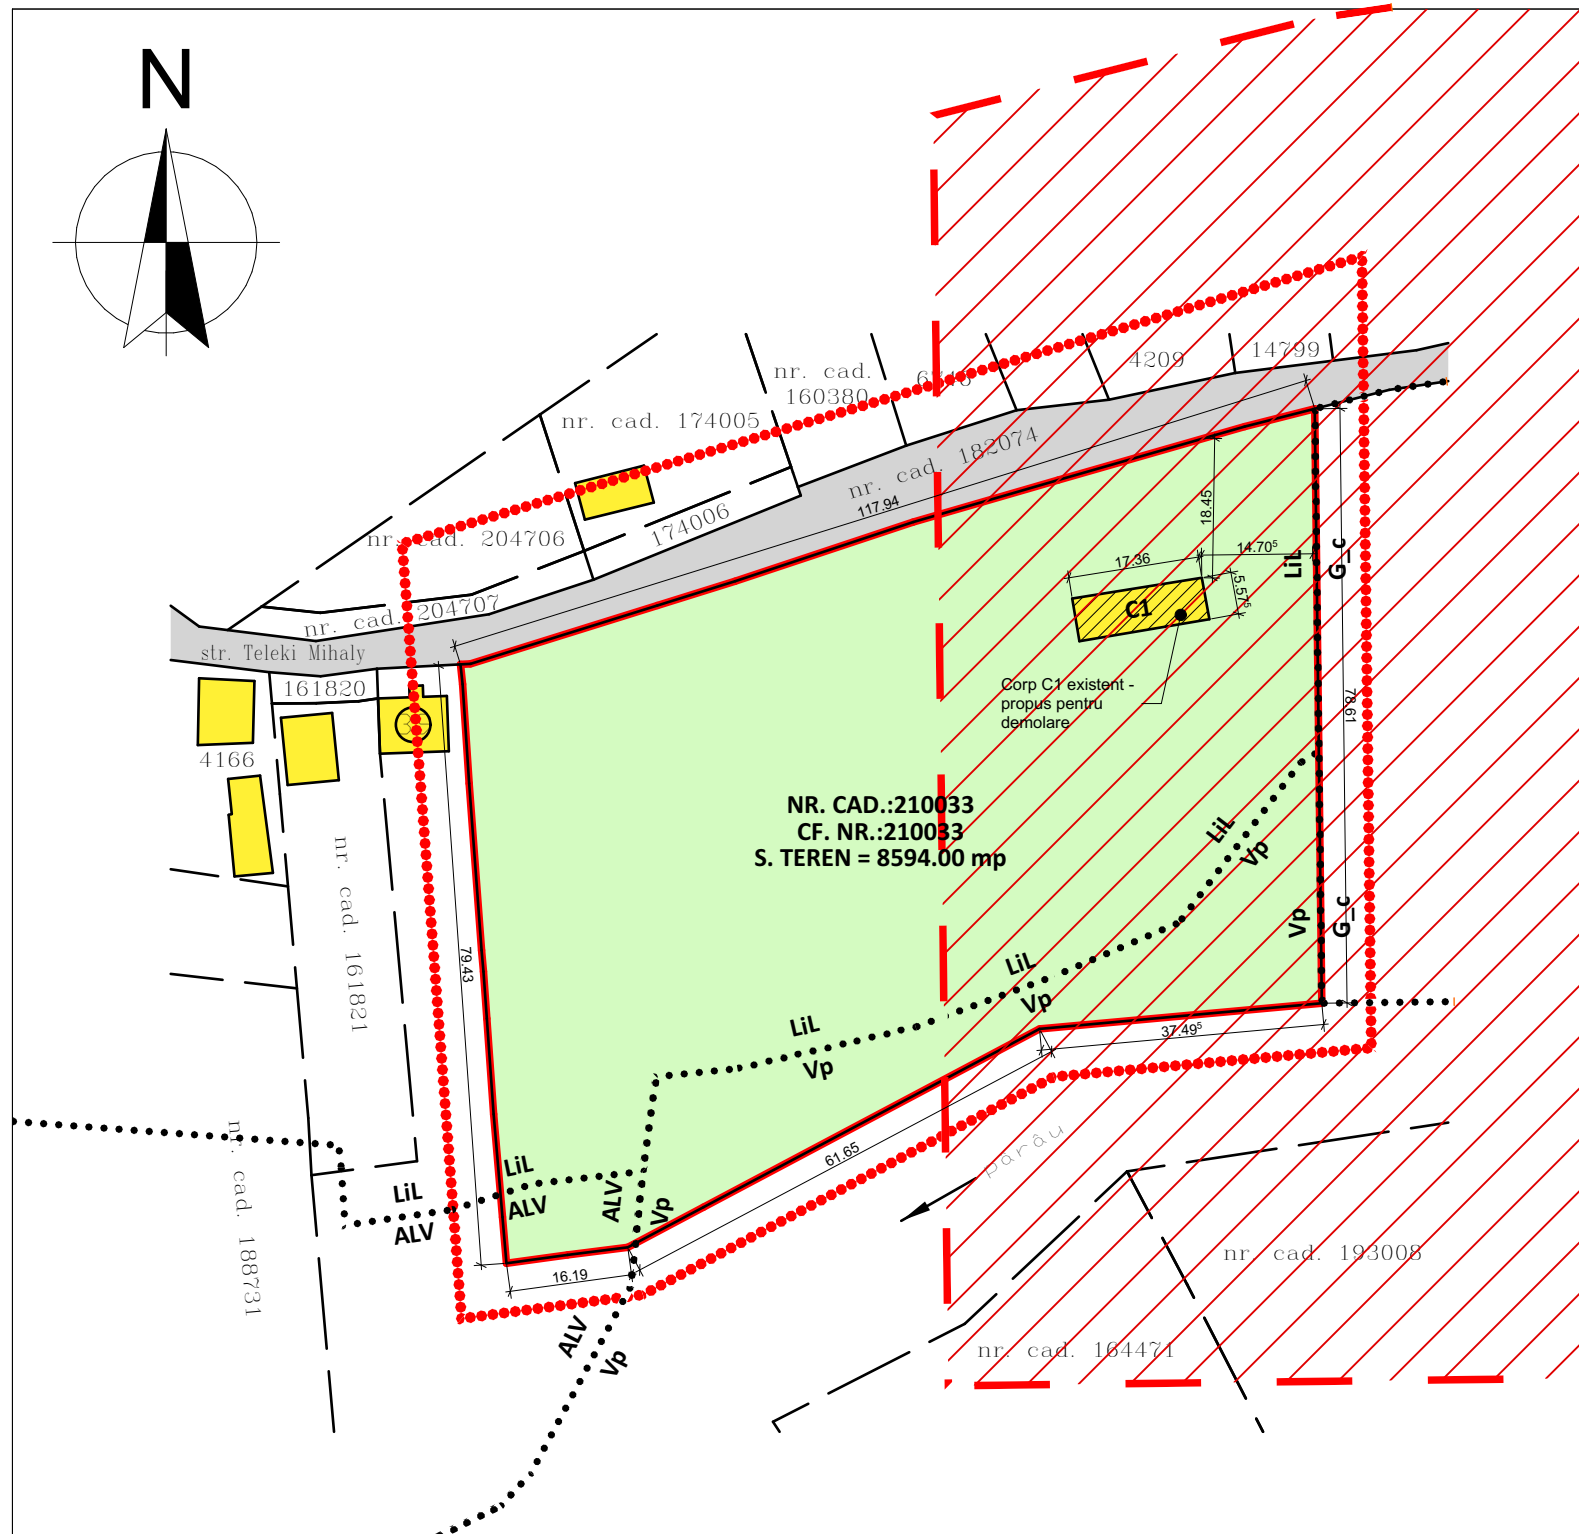 N
nr. cad.
160380
4209
14799
nr. cad. 174005
nr. cad. 182074
117.94
18.45
nr. cad. 204706
174006
17.36
14.70⁵
LiL
G_c
5.57⁵
C1
nr. cad. 204707
str. Teleki Mihaly
161820
Corp C1 existent -
propus pentru
demolare
78.61
4166
NR. CAD.:210033
CF. NR.:210033
S. TEREN = 8594.00 mp
LiL
Vp
nr. cad. 161821
79.43
Vp
G_c
LiL
Vp
LiL
Vp
37.49⁵
61.65
pârâu
nr. cad. 188731
LiL
ALV
LiL
ALV
ALV
Vp
16.19
nr. cad. 193008
ALV
Vp
nr. cad. 164471